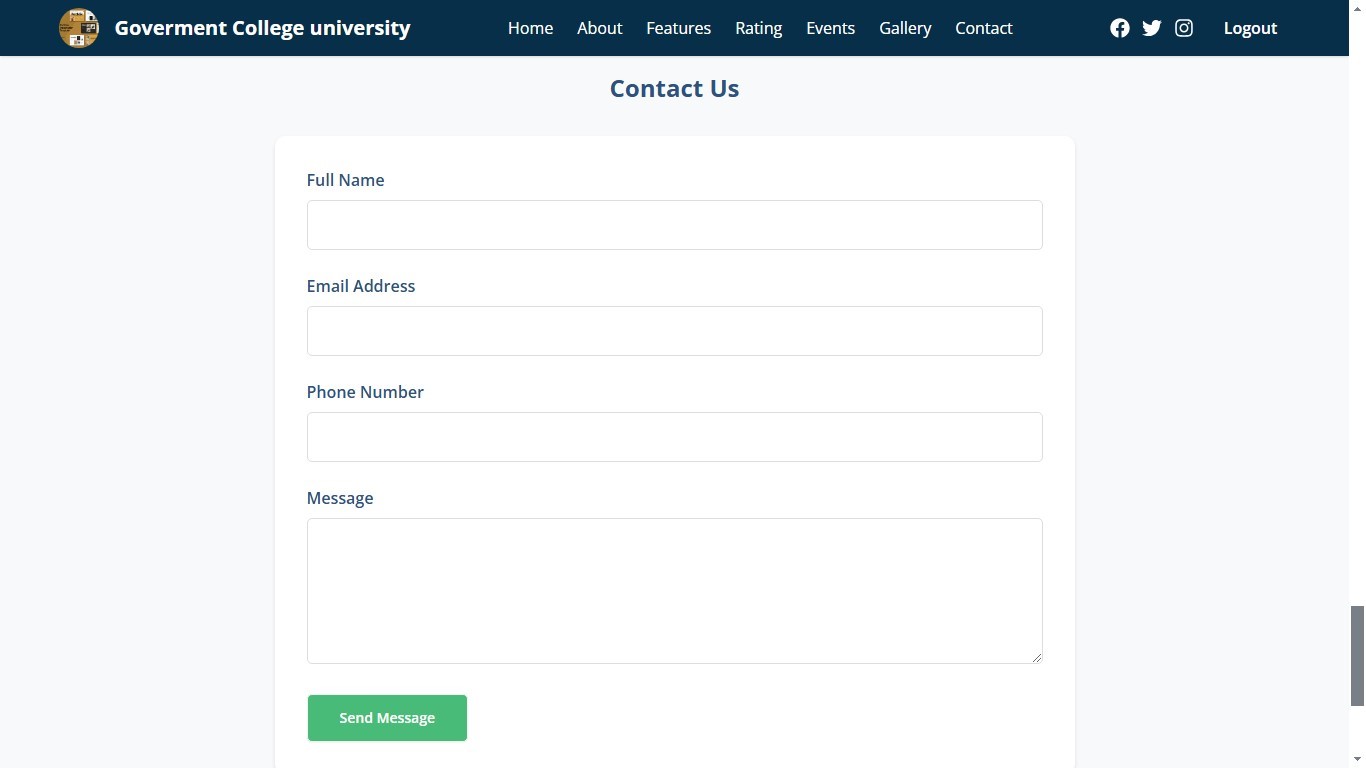 Goverment College university
Home About Features Rating Events Gallery Contact
Logout
Contact Us
Full Name
Email Address
Phone Number
Message
Send Message